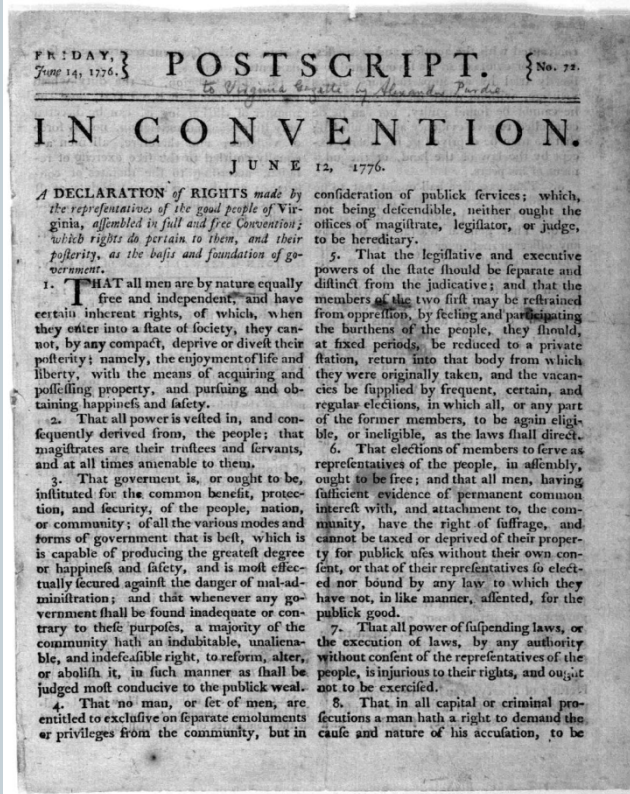 FRIDAY,
June 14, 1776.}
POSTSCRIPT.
{No. 72.
to Virginia Gazette by Alexander Purdie
IN CONVENTION.
JUNE 12, 1776.
A DECLARATION of RIGHTS made by
the repreſentatives of the good people of Vir-
ginia, aſſembled in full and free Convention;
which rights do pertain to them, and their
poſterity, as the baſis and foundation of go-
vernment.
1. THAT all men are by nature equally
free and independent, and have
certain inherent rights, of which, when
they enter into a ſtate of ſociety, they can-
not, by any compact, deprive or diveſt their
poſterity; namely, the enjoyment of life and
liberty, with the means of acquiring and
poſſeſſing property, and purſuing and ob-
taining happineſs and ſafety.
2. That all power is veſted in, and con-
ſequently derived from, the people; that
magiſtrates are their truſtees and ſervants,
and at all times amenable to them.
3. That goverment is, or ought to be,
inſtituted for the common benefit, protec-
tion, and ſecurity, of the people, nation,
or community; of all the various modes and
forms of government that is beſt, which is
is capable of producing the greateſt degree
or happineſs and ſafety, and is moſt effec-
tually ſecured againſt the danger of mal-ad-
miniſtration; and that whenever any go-
vernment ſhall be found inadequate or con-
trary to theſe purpoſes, a majority of the
community hath an indubitable, unaliena-
ble, and indefeaſible right, to reform, alter,
or aboliſh it, in ſuch manner as ſhall be
judged moſt conducive to the publick weal.
4. That no man, or ſet of men, are
entitled to excluſive on ſeparate emoluments
or privileges from the community, but in
conſideration of publick ſervices; which,
not being deſcendible, neither ought the
offices of magiſtrate, legiſlator, or judge,
to be hereditary.
5. That the legiſlative and executive
powers of the ſtate ſhould be ſeparate and
diſtinct from the judicative; and that the
members of the two firſt may be reſtrained
from oppreſſion, by feeling and participating
the burthens of the people, they ſhould,
at fixed periods, be reduced to a private
ſtation, return into that body from which
they were originally taken, and the vacan-
cies be ſupplied by frequent, certain, and
regular elections, in which all, or any part
of the former members, to be again eligi-
ble, or ineligible, as the laws ſhall direct.
6. That elections of members to ſerve as
repreſentatives of the people, in aſſembly,
ought to be free; and that all men, having
ſufficient evidence of permanent common
intereſt with, and attachment to, the com-
munity, have the right of ſuffrage, and
cannot be taxed or deprived of their proper-
ty for publick uſes without their own con-
ſent, or that of their repreſentatives ſo elect-
ed nor bound by any law to which they
have not, in like manner, aſſented, for the
publick good.
7. That all power of ſuſpending laws, or
the execution of laws, by any authority
without conſent of the repreſentatives of the
people, is injurious to their rights, and ought
not to be exerciſed.
8. That in all capital or criminal pro-
ſecutions a man hath a right to demand the
cauſe and nature of his accuſation, to be